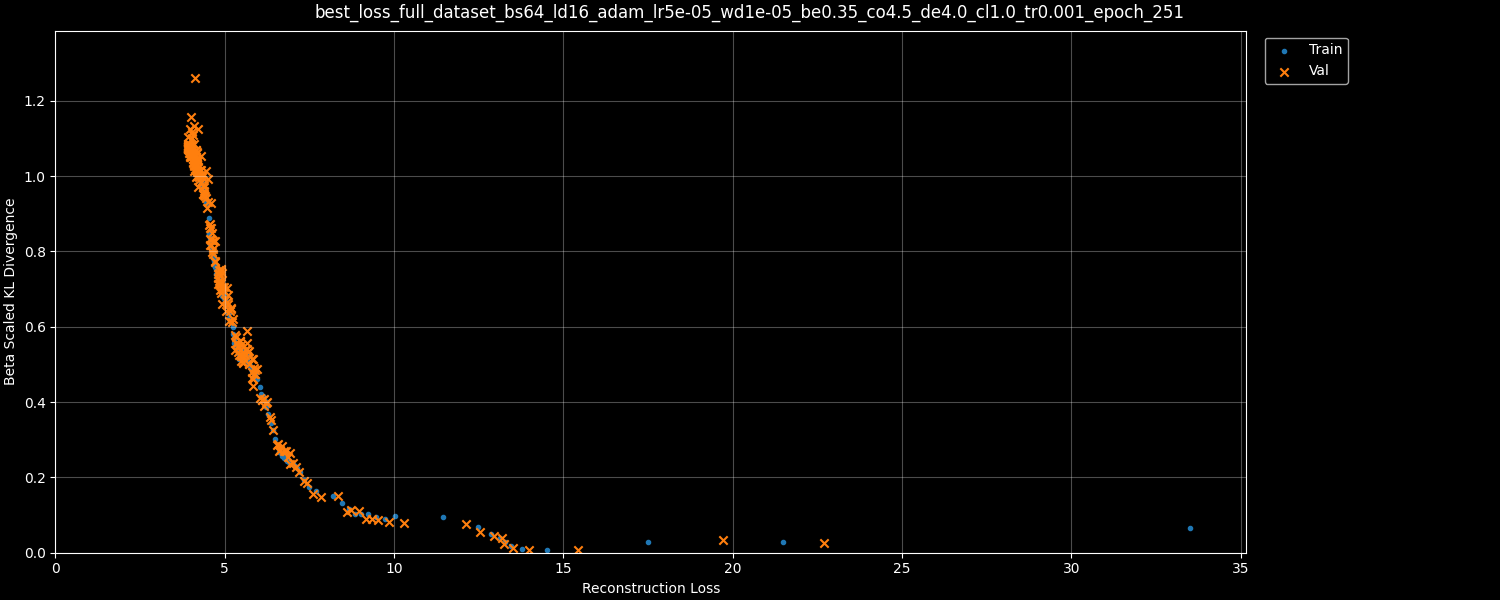 best_loss_full_dataset_bs64_ld16_adam_lr5e-05_wd1e-05_be0.35_co4.5_de4.0_cl1.0_tr0.001_epoch_251
Train
Val
1.2
1.0
0.8
0.6
0.4
0.2
0.0
Beta Scaled KL Divergence
0 5 10 15 20 25 30 35
Reconstruction Loss